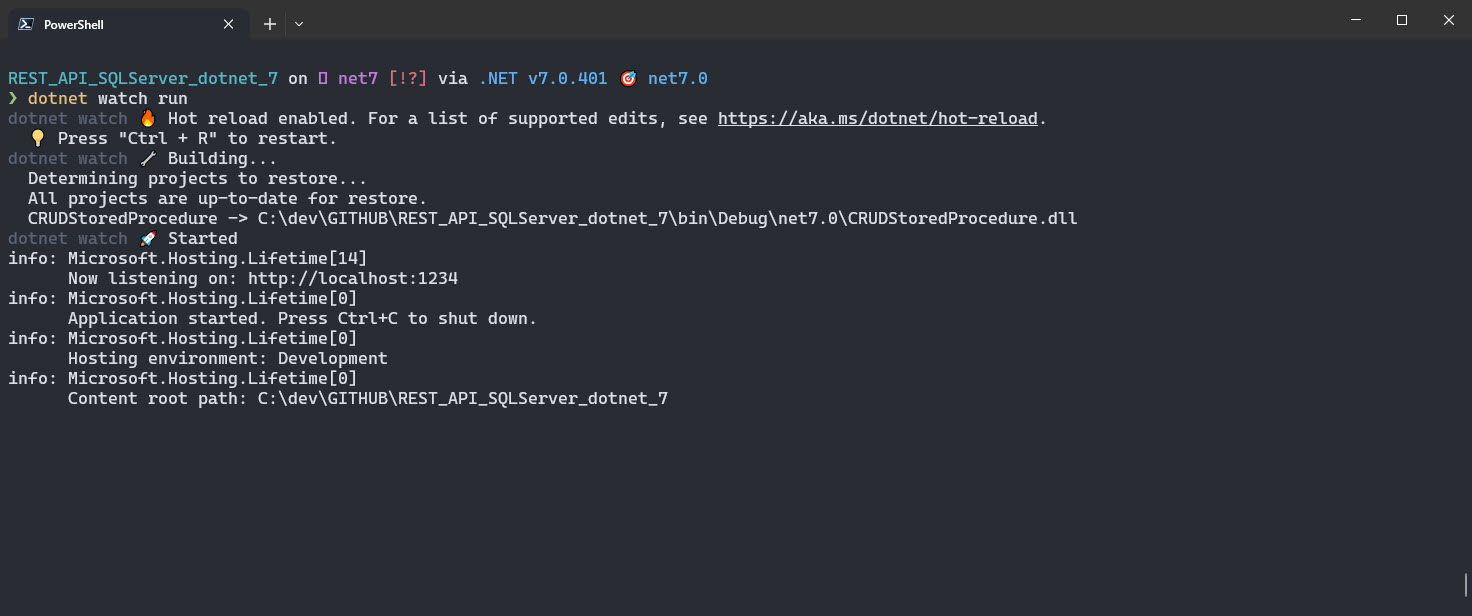 PowerShell
REST_API_SQLServer_dotnet_7 on net7 [!?] via .NET v7.0.401 🎯 net7.0
❯ dotnet watch run
dotnet watch 🔥 Hot reload enabled. For a list of supported edits, see https://aka.ms/dotnet/hot-reload.
  💡 Press "Ctrl + R" to restart.
dotnet watch 🔧 Building...
  Determining projects to restore...
  All projects are up-to-date for restore.
  CRUDStoredProcedure -> C:\dev\GITHUB\REST_API_SQLServer_dotnet_7\bin\Debug\net7.0\CRUDStoredProcedure.dll
dotnet watch 🚀 Started
info: Microsoft.Hosting.Lifetime[14]
      Now listening on: http://localhost:1234
info: Microsoft.Hosting.Lifetime[0]
      Application started. Press Ctrl+C to shut down.
info: Microsoft.Hosting.Lifetime[0]
      Hosting environment: Development
info: Microsoft.Hosting.Lifetime[0]
      Content root path: C:\dev\GITHUB\REST_API_SQLServer_dotnet_7